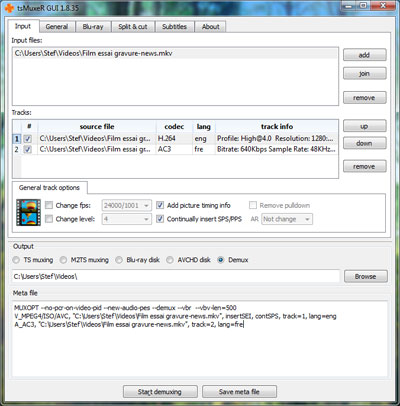 tsMuxeR GUI 1.8.35
Input General Blu-ray Split & cut Subtitles About
Input files:
C:\Users\Stef\Videos\Film essai gravure-news.mkv
add
join
remove
Tracks:
# source file codec lang track info
1 C:\Users\Stef\Videos\Film essai gr... H.264 eng Profile: High@4.0 Resolution: 1280:...
2 C:\Users\Stef\Videos\Film essai gr... AC3 fre Bitrate: 640Kbps Sample Rate: 48KHz...
up
down
remove
General track options
Change fps: 24000/1001 Add picture timing info Remove pulldown
Change level: 4 Continually insert SPS/PPS AR Not change
Output
TS muxing M2TS muxing Blu-ray disk AVCHD disk Demux
C:\Users\Stef\Videos\ Browse
Meta file
MUXOPT --no-pcr-on-video-pid --new-audio-pes --demux --vbr --vbv-len=500
V_MPEG4/ISO/AVC, "C:\Users\Stef\Videos\Film essai gravure-news.mkv", insertSEI, contSPS, track=1, lang=eng
A_AC3, "C:\Users\Stef\Videos\Film essai gravure-news.mkv", track=2, lang=fre
Start demuxing Save meta file